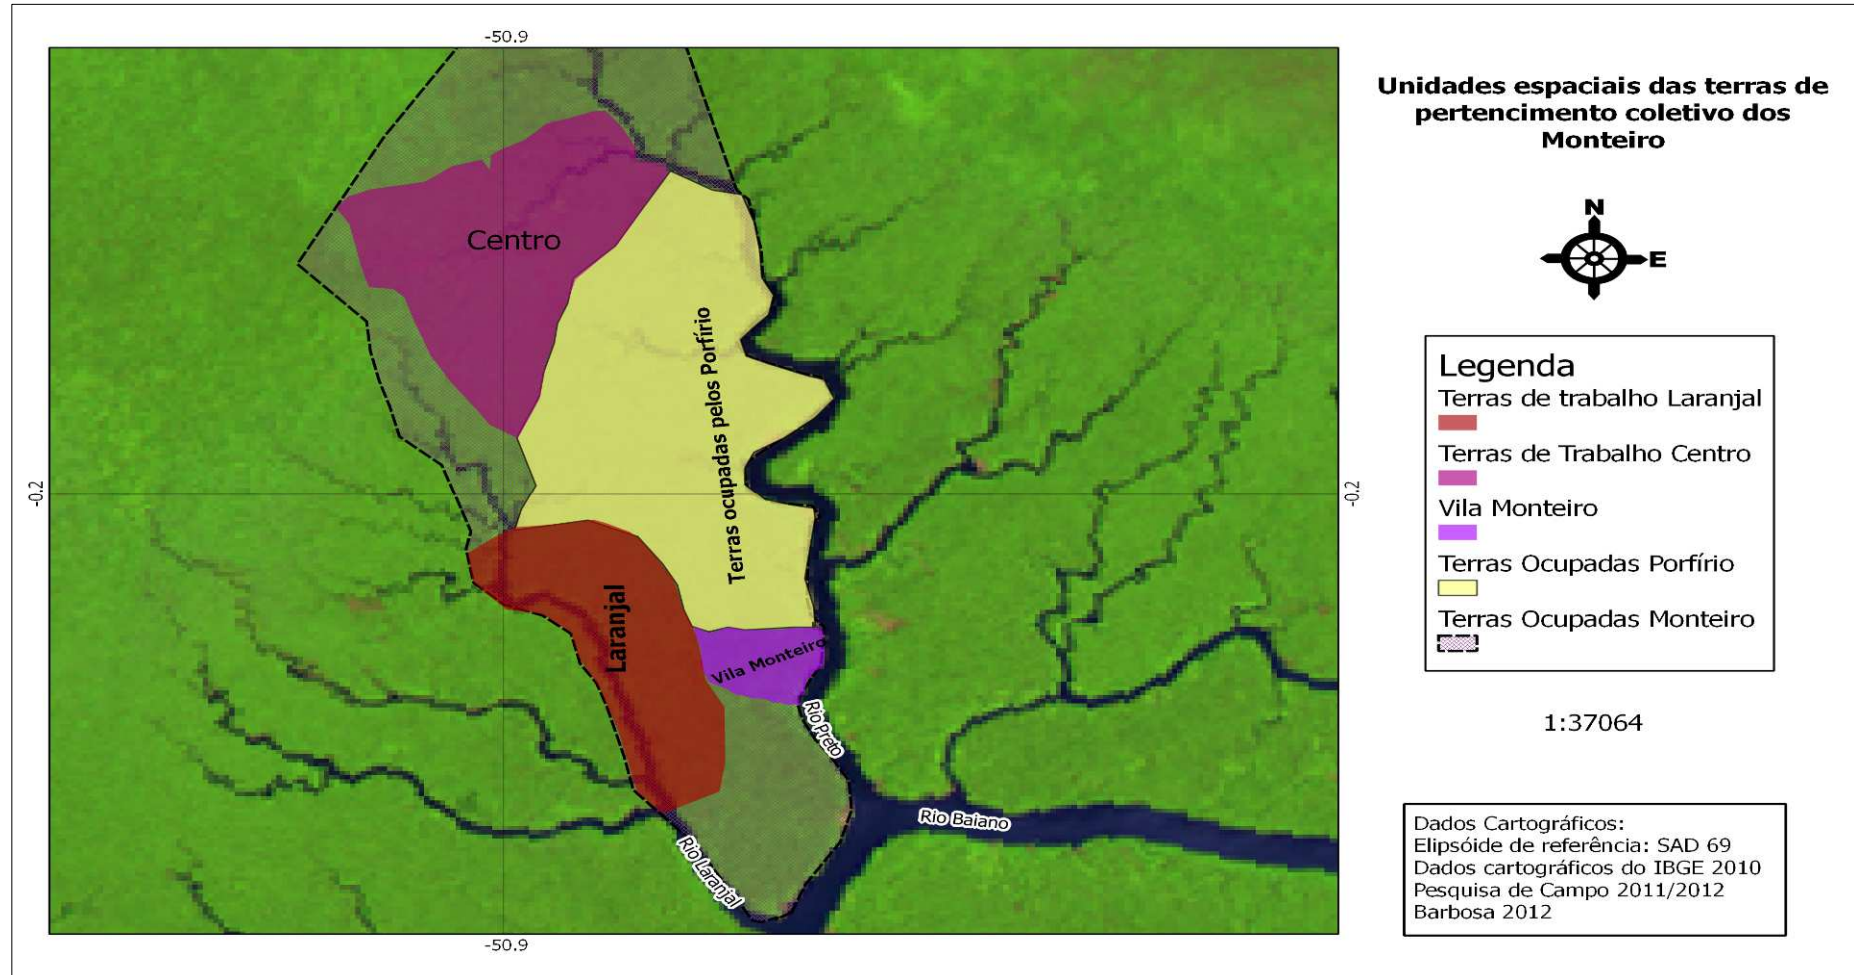 -50.9
Unidades espaciais das terras de
pertencimento coletivo dos
Monteiro
N
E
Centro
Terras ocupadas pelos Porfírio
-0.2
-0.2
Laranjal
Vila Monteiro
Rio Preto
Rio Baiano
Rio Laranjal
-50.9
Legenda
Terras de trabalho Laranjal
Terras de Trabalho Centro
Vila Monteiro
Terras Ocupadas Porfírio
Terras Ocupadas Monteiro
1:37064
Dados Cartográficos:
Elipsóide de referência: SAD 69
Dados cartográficos do IBGE 2010
Pesquisa de Campo 2011/2012
Barbosa 2012